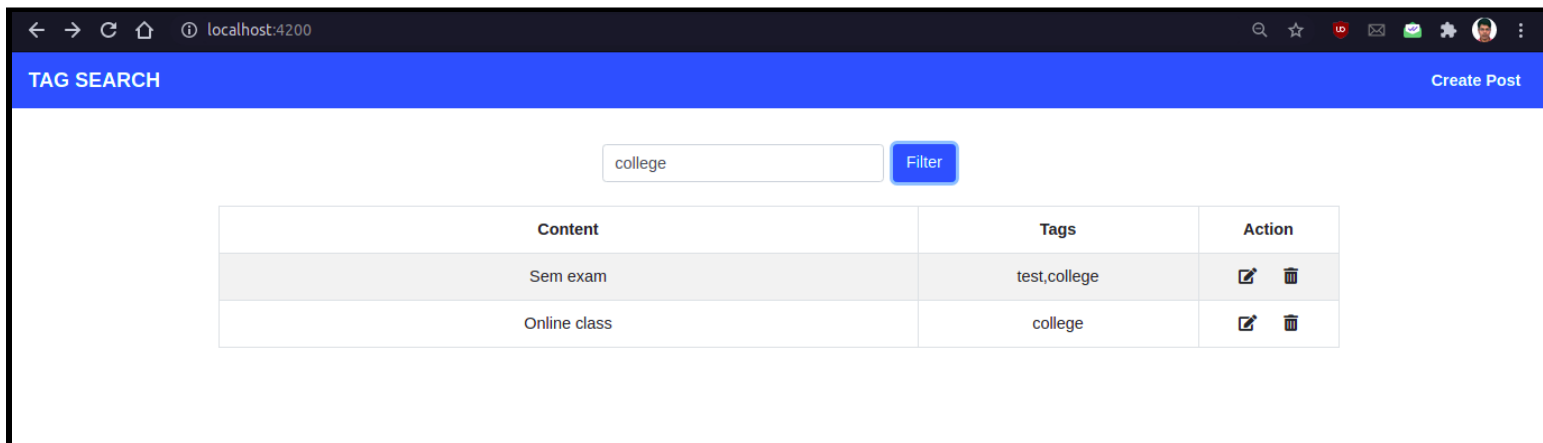 localhost:4200
TAG SEARCH Create Post
college Filter
Content Tags Action
Sem exam test,college
Online class college